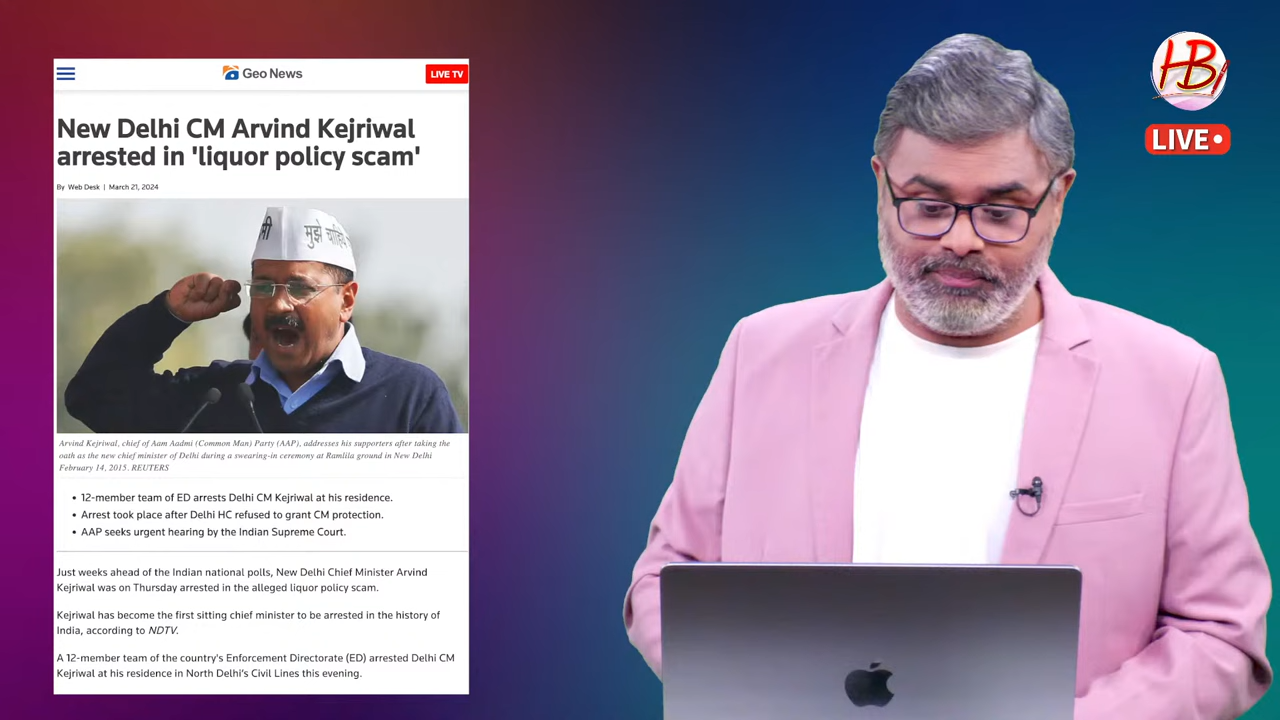 Geo News
LIVE TV
New Delhi CM Arvind Kejriwal
arrested in 'liquor policy scam'
By Web Desk | March 21, 2024
मी मुझे चाहिए
Arvind Kejriwal, chief of Aam Aadmi (Common Man) Party (AAP), addresses his supporters after taking the
oath as the new chief minister of Delhi during a swearing-in ceremony at Ramlila ground in New Delhi
February 14, 2015. REUTERS
• 12-member team of ED arrests Delhi CM Kejriwal at his residence.
• Arrest took place after Delhi HC refused to grant CM protection.
• AAP seeks urgent hearing by the Indian Supreme Court.
Just weeks ahead of the Indian national polls, New Delhi Chief Minister Arvind
Kejriwal was on Thursday arrested in the alleged liquor policy scam.
Kejriwal has become the first sitting chief minister to be arrested in the history of
India, according to NDTV.
A 12-member team of the country's Enforcement Directorate (ED) arrested Delhi CM
Kejriwal at his residence in North Delhi's Civil Lines this evening.
HBi
LIVE